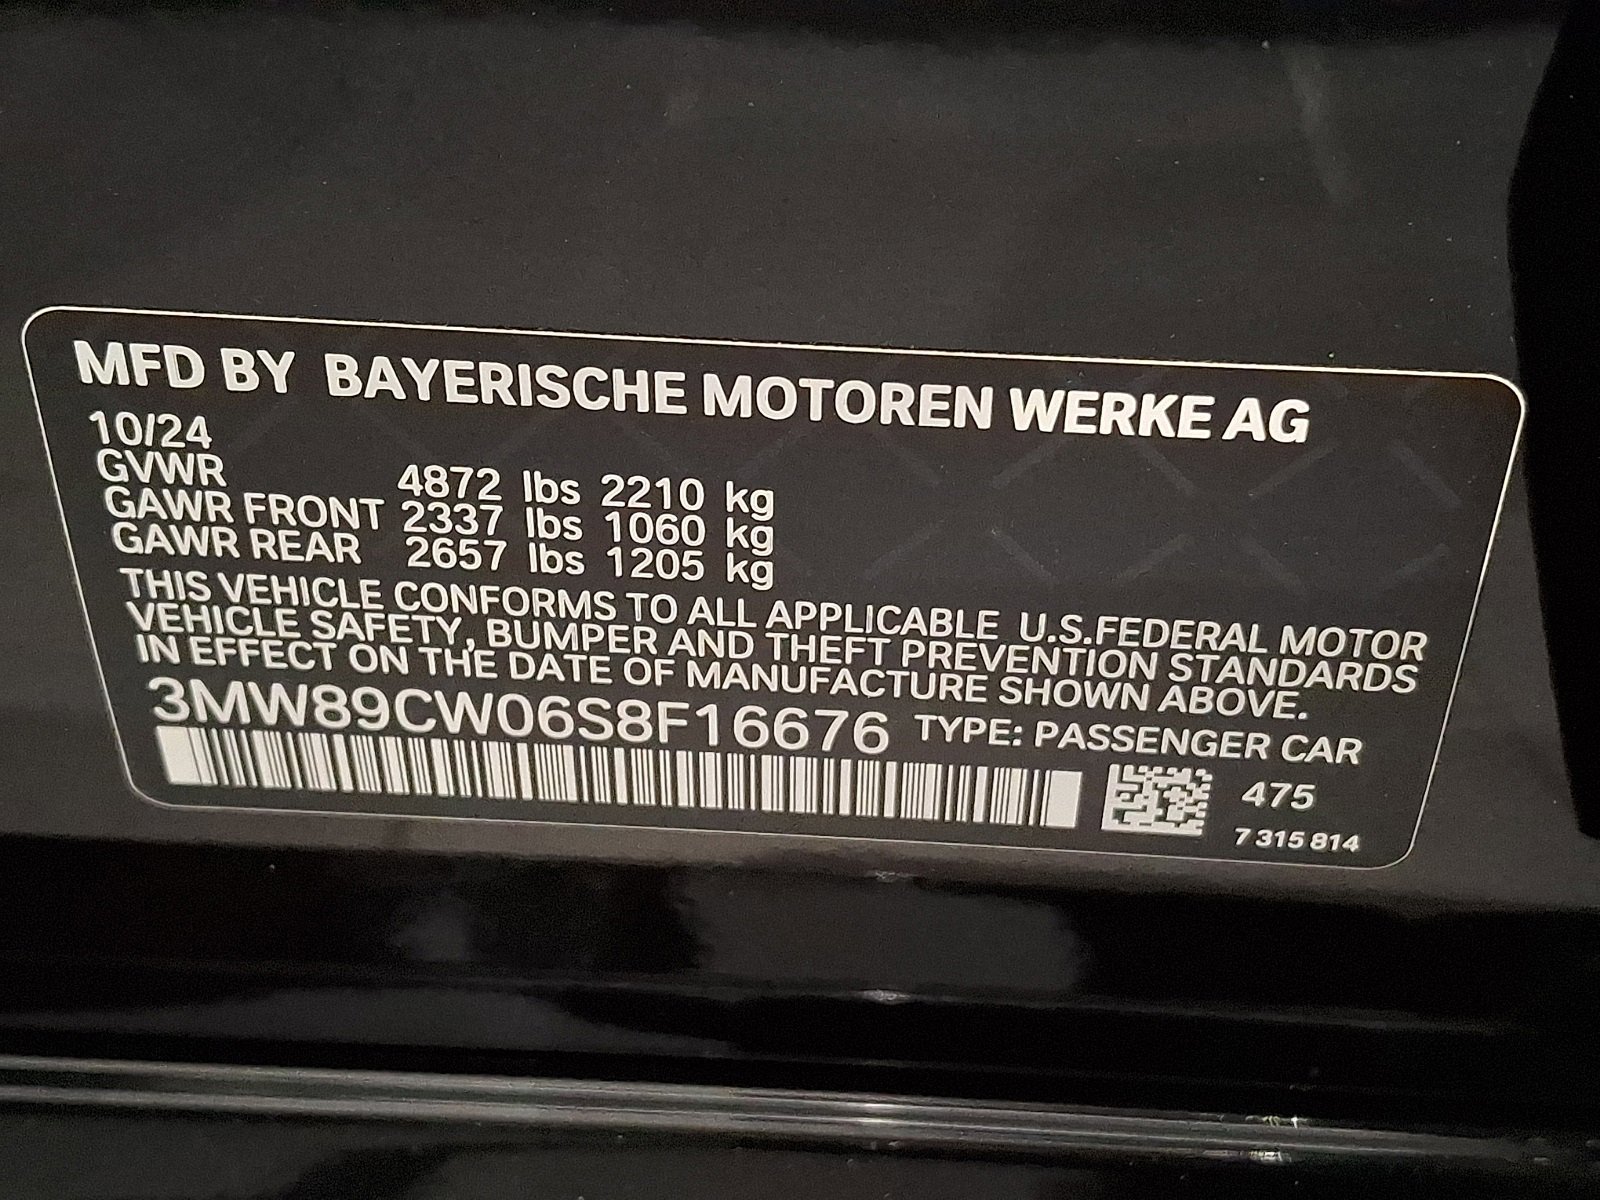 MFD BY BAYERISCHE MOTOREN WERKE AG
10/24
GVWR 4872 lbs 2210 kg
GAWR FRONT 2337 lbs 1060 kg
GAWR REAR 2657 lbs 1205 kg
THIS VEHICLE CONFORMS TO ALL APPLICABLE U.S.FEDERAL MOTOR
VEHICLE SAFETY, BUMPER AND THEFT PREVENTION STANDARDS
IN EFFECT ON THE DATE OF MANUFACTURE SHOWN ABOVE.
3MW89CW06S8F16676 TYPE: PASSENGER CAR
475
7 315 814